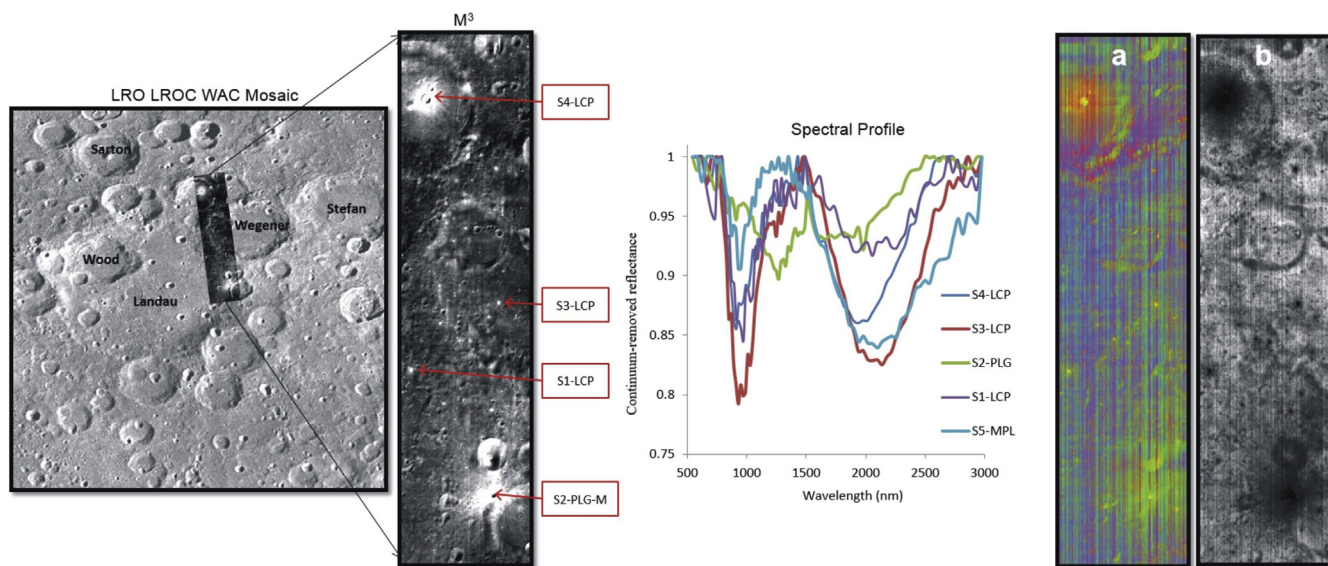 LRO LROC WAC Mosaic
Sarton
Stefan
Wegener
Wood
Landau
M³
S4-LCP
S3-LCP
S1-LCP
S2-PLG-M
Spectral Profile
Continuum-removed reflectance
1
0.95
0.9
0.85
0.8
0.75
500 1000 1500 2000 2500 3000
Wavelength (nm)
S4-LCP
S3-LCP
S2-PLG
S1-LCP
S5-MPL
a
b